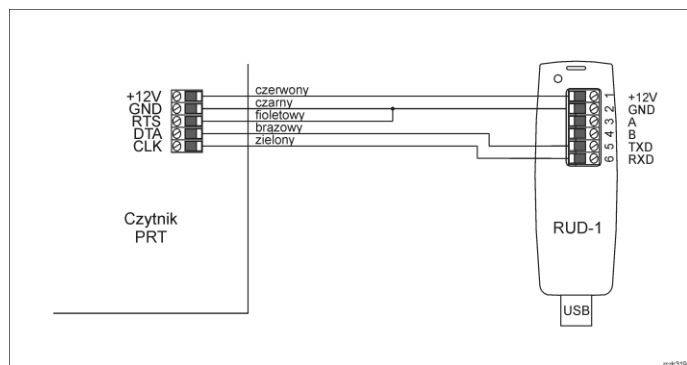 +12V
GND
RTS
DTA
CLK
czerwony
czarny
fioletowy
brązowy
zielony
1
2
3
4
5
6
+12V
GND
A
B
TXD
RXD
Czytnik
PRT
RUD-1
USB